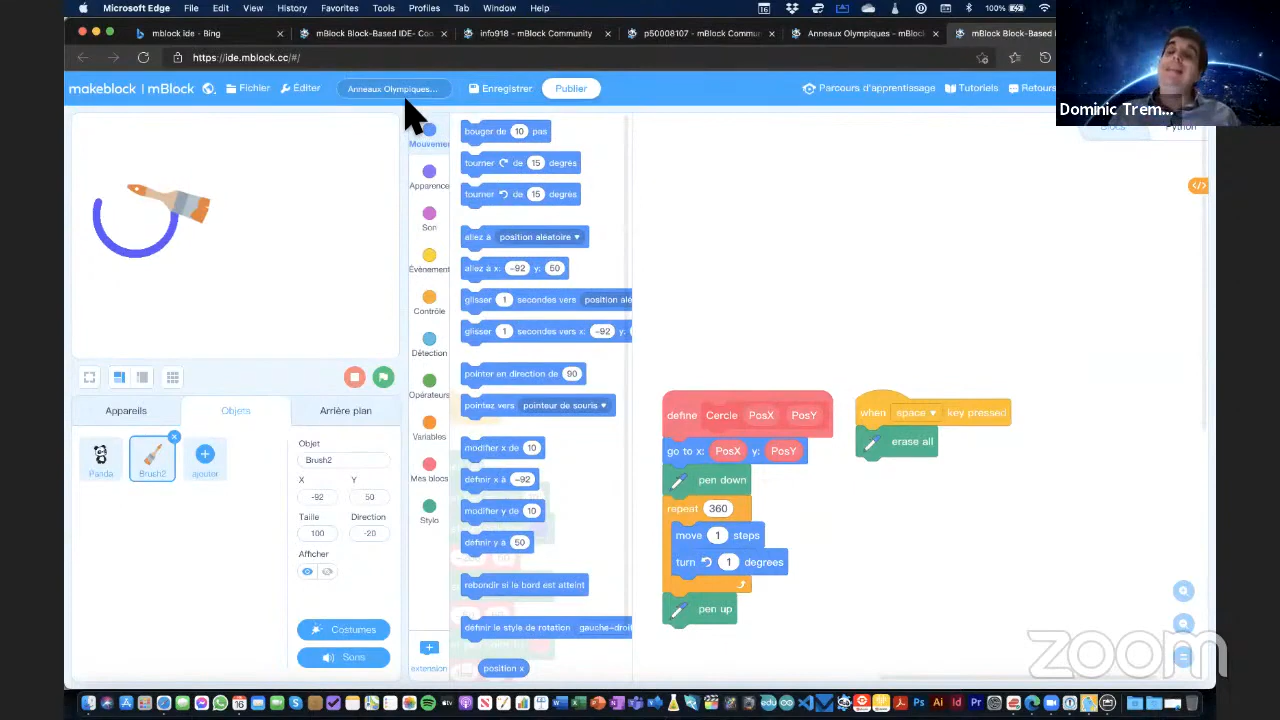 Microsoft Edge File Edit View History Favorites Tools Profiles Tab Window Help
16 100%
mblock ide - Bing
mBlock Block-Based IDE- Coo...
info918 - mBlock Community
p50008107 - mBlock Commu...
Anneaux Olympiques - mBlock
mBlock Block-Based
https://ide.mblock.cc/#/
makeblock | mBlock Fichier Éditer Anneaux Olympiques... Enregistrer Publier Parcours d'apprentissage Tutoriels Retours
Dominic Trem...
Blocs Python
</>
Mouvemen
Apparence
Son
Évènement
Contrôle
Détection
Opérateurs
Variables
Mes blocs
Stylo
extension
bouger de 10 pas
tourner de 15 degrés
tourner de 15 degrés
allez à position aléatoire
allez à x: -92 y: 50
glisser 1 secondes vers position alé
glisser 1 secondes vers x: -92 y:
pointer en direction de 90
pointez vers pointeur de souris
modifier x de 10
définir x à -92
modifier y de 10
définir y à 50
rebondir si le bord est atteint
définir le style de rotation gauche-droit
position x
define Cercle PosX PosY
go to x: PosX y: PosY
pen down
repeat 360
move 1 steps
turn 1 degrees
pen up
when space key pressed
erase all
Appareils Objets Arrière plan
Panda
Brush2
ajouter
Objet
Brush2
X Y
-92 50
Taille Direction
100 -20
Afficher
Costumes
Sons
zoom